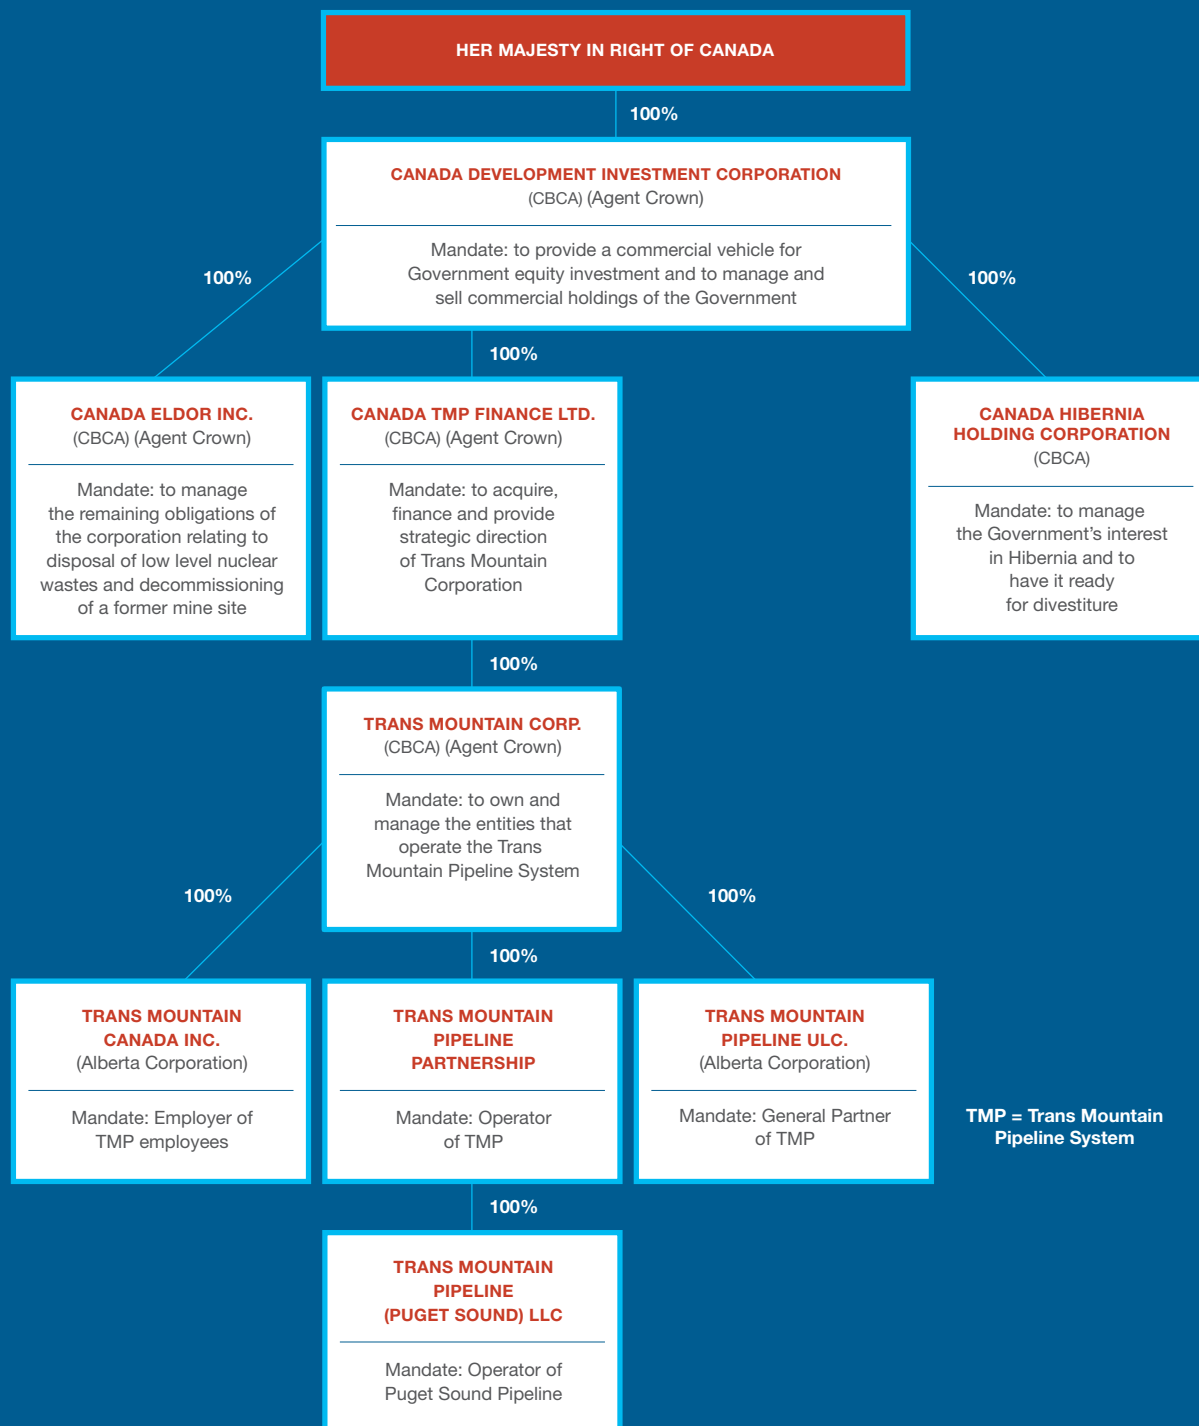 HER MAJESTY IN RIGHT OF CANADA
100%
CANADA DEVELOPMENT INVESTMENT CORPORATION
(CBCA) (Agent Crown)
Mandate: to provide a commercial vehicle for
Government equity investment and to manage and
sell commercial holdings of the Government
100%
100%
100%
CANADA ELDOR INC.
(CBCA) (Agent Crown)
Mandate: to manage
the remaining obligations of
the corporation relating to
disposal of low level nuclear
wastes and decommissioning
of a former mine site
CANADA TMP FINANCE LTD.
(CBCA) (Agent Crown)
Mandate: to acquire,
finance and provide
strategic direction
of Trans Mountain
Corporation
CANADA HIBERNIA
HOLDING CORPORATION
(CBCA)
Mandate: to manage
the Government’s interest
in Hibernia and to
have it ready
for divestiture
100%
TRANS MOUNTAIN CORP.
(CBCA) (Agent Crown)
Mandate: to own and
manage the entities that
operate the Trans
Mountain Pipeline System
100%
100%
100%
TRANS MOUNTAIN
CANADA INC.
(Alberta Corporation)
Mandate: Employer of
TMP employees
TRANS MOUNTAIN
PIPELINE
PARTNERSHIP
Mandate: Operator
of TMP
TRANS MOUNTAIN
PIPELINE ULC.
(Alberta Corporation)
Mandate: General Partner
of TMP
TMP = Trans Mountain
Pipeline System
100%
TRANS MOUNTAIN
PIPELINE
(PUGET SOUND) LLC
Mandate: Operator of
Puget Sound Pipeline